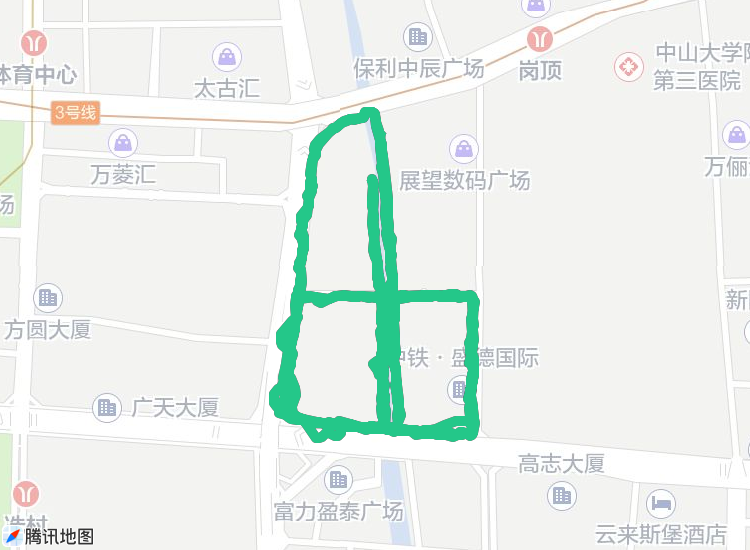 体育中心
太古汇
保利中辰广场
岗顶
中山大学附
第三医院
3号线
万菱汇
展望数码广场
万俪
场
新
方圆大厦
中铁·盛德国际
广天大厦
高志大厦
富力盈泰广场
冼村
云来斯堡酒店
腾讯地图